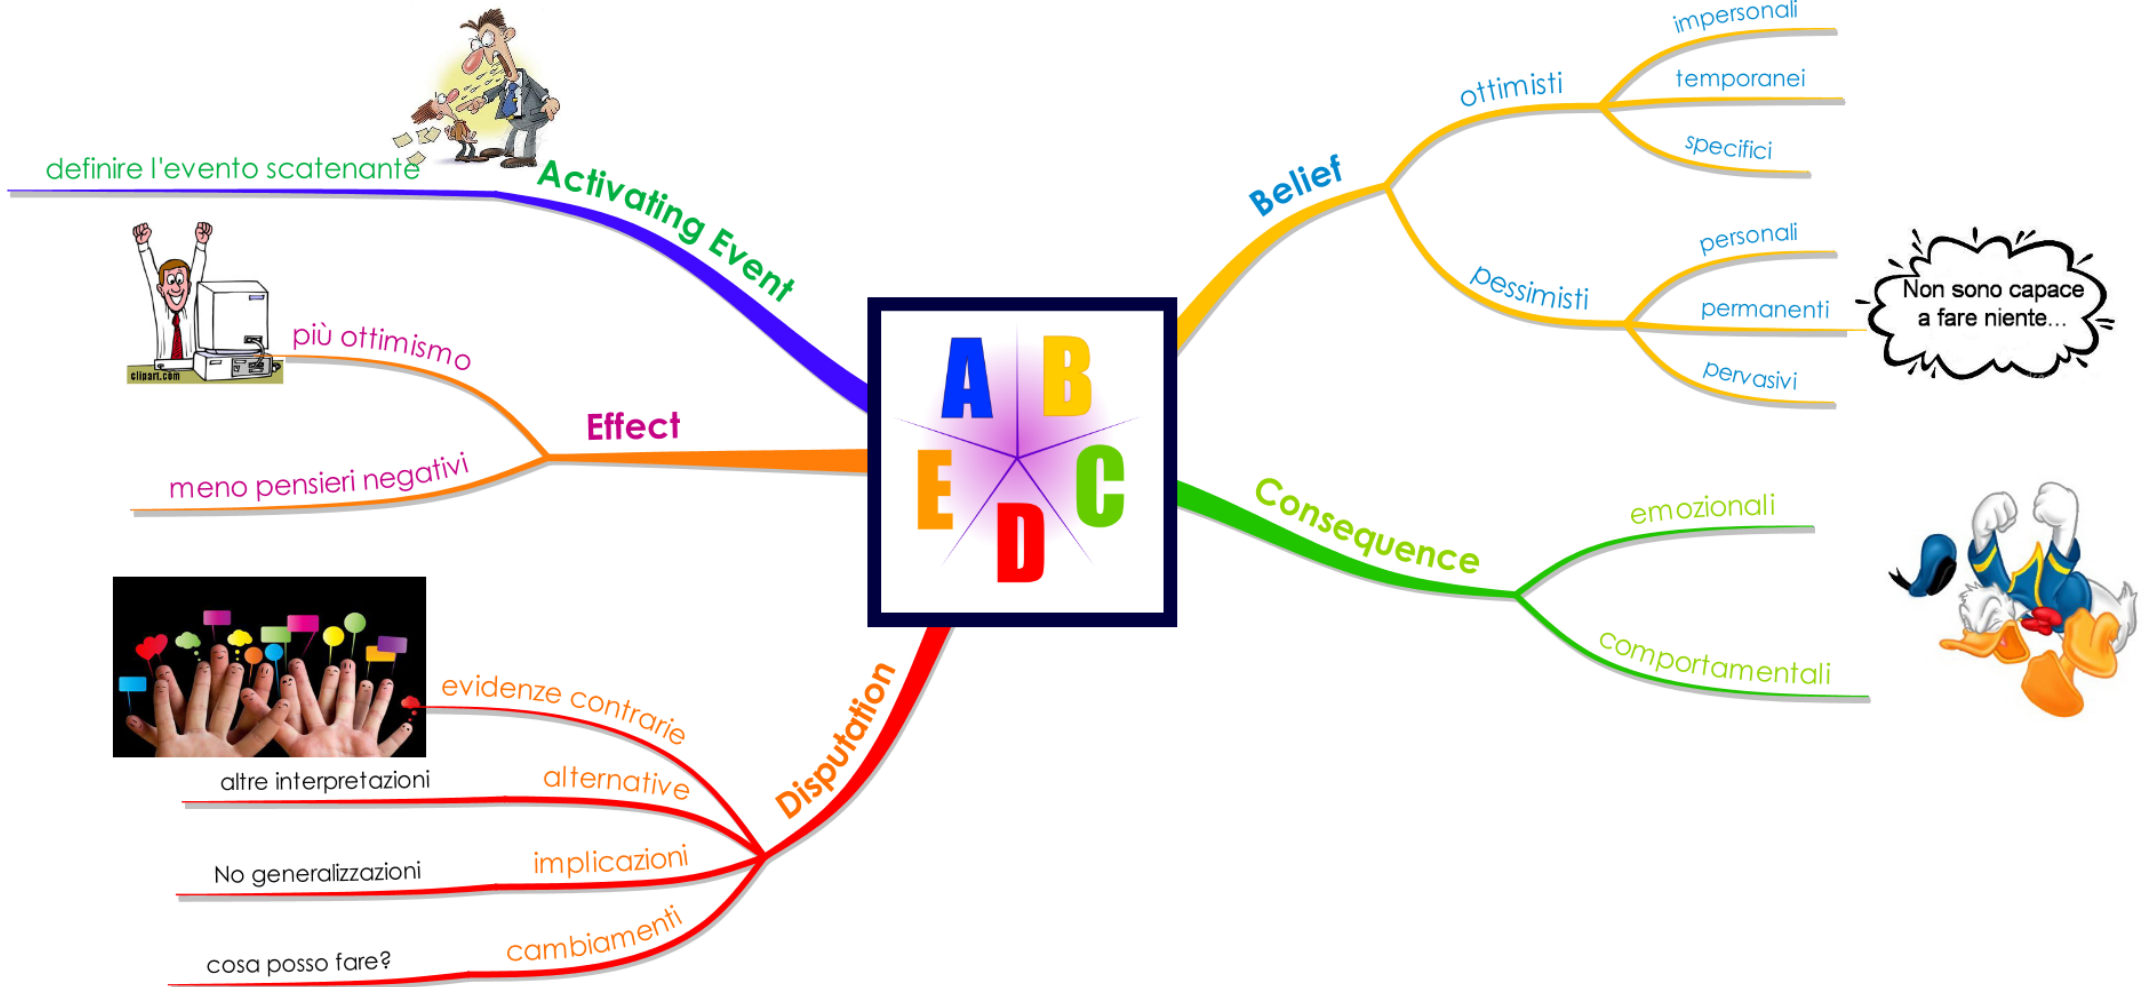 A
B
C
D
E
Activating Event
definire l'evento scatenante
Belief
ottimisti
impersonali
temporanei
specifici
pessimisti
personali
permanenti
pervasivi
Non sono capace
a fare niente...
Consequence
emozionali
comportamentali
Disputation
evidenze contrarie
alternative
altre interpretazioni
implicazioni
No generalizzazioni
cambiamenti
cosa posso fare?
Effect
più ottimismo
meno pensieri negativi
clipart.com